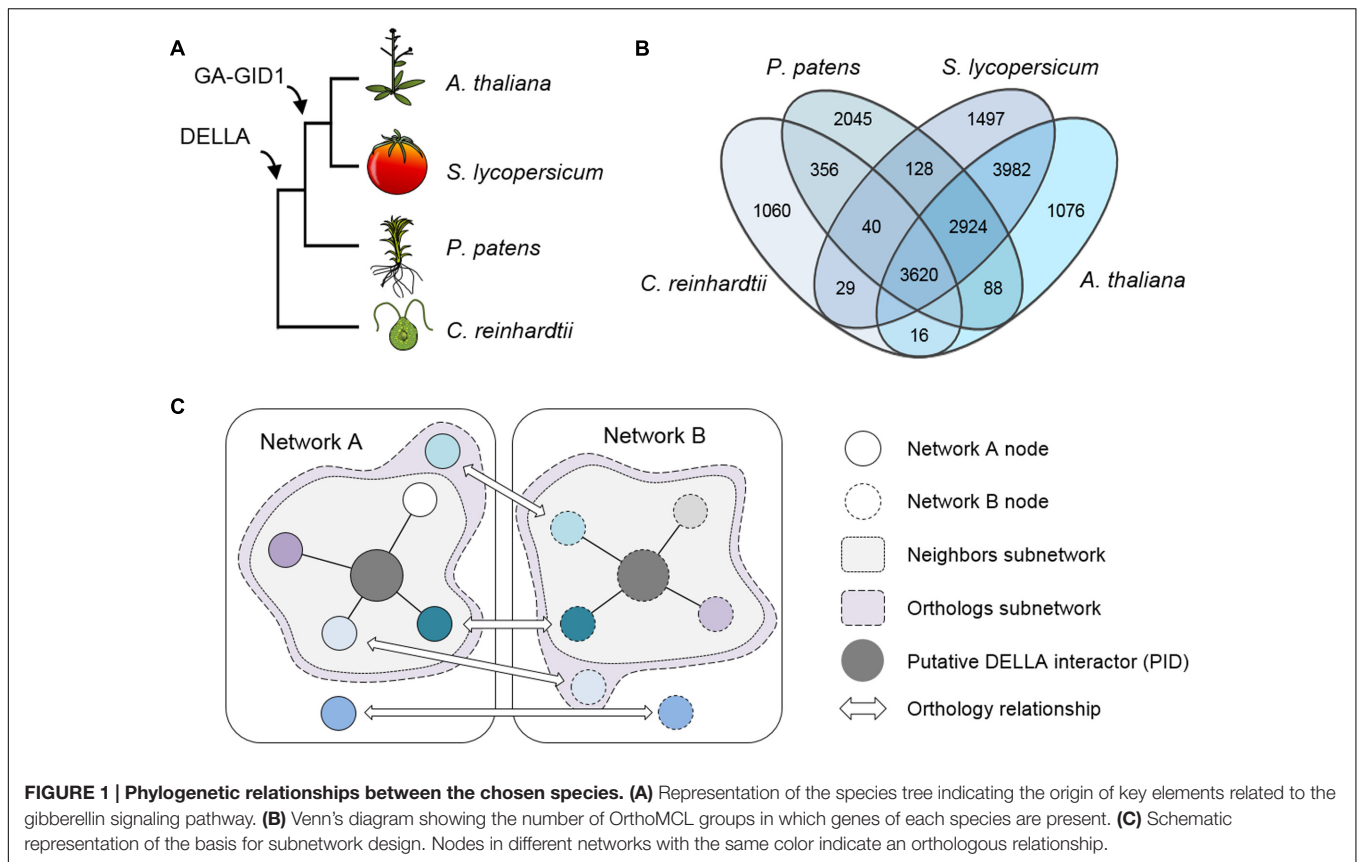 A
GA-GID1
DELLA
A. thaliana
S. lycopersicum
P. patens
C. reinhardtii
B
P. patens
S. lycopersicum
C. reinhardtii
A. thaliana
2045
1497
356
128
3982
1060
40
2924
1076
3620
29
88
16
C
Network A
Network B
Network A node
Network B node
Neighbors subnetwork
Orthologs subnetwork
Putative DELLA interactor (PID)
Orthology relationship
FIGURE 1 | Phylogenetic relationships between the chosen species. (A) Representation of the species tree indicating the origin of key elements related to the
gibberellin signaling pathway. (B) Venn's diagram showing the number of OrthoMCL groups in which genes of each species are present. (C) Schematic
representation of the basis for subnetwork design. Nodes in different networks with the same color indicate an orthologous relationship.